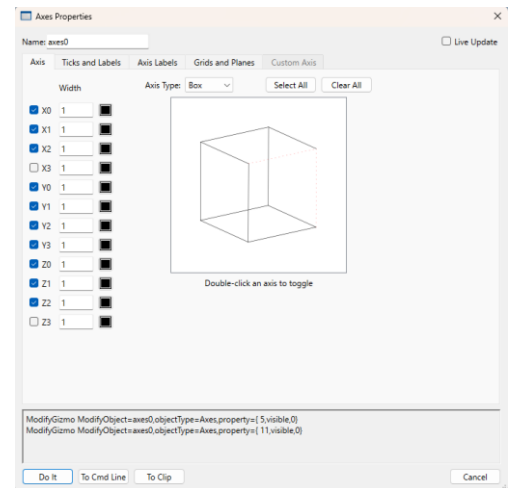 Axes Properties
Name: axes0
Live Update
Axis Ticks and Labels Axis Labels Grids and Planes Custom Axis
Width Axis Type: Box Select All Clear All
X0 1
X1 1
X2 1
X3 1
Y0 1
Y1 1
Y2 1
Y3 1
Z0 1
Z1 1
Z2 1
Z3 1
Double-click an axis to toggle
ModifyGizmo ModifyObject=axes0,objectType=Axes,property={ 5,visible,0}
ModifyGizmo ModifyObject=axes0,objectType=Axes,property={ 11,visible,0}
Do It To Cmd Line To Clip Cancel